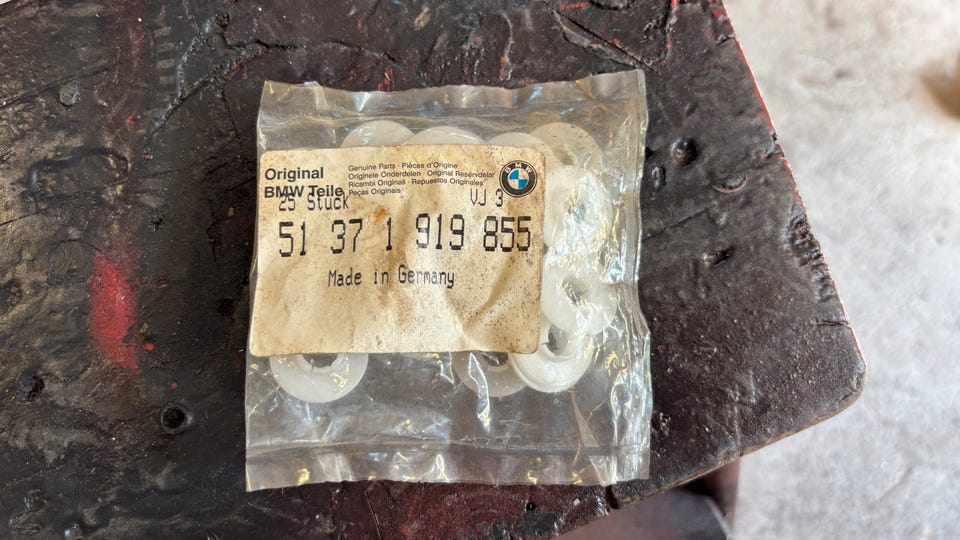 Original
BMW Teile
Genuine Parts · Pièces d'Origine
Originele Onderdelen · Original Reservdelar
Ricambi Originali · Repuestos Originales
Peças Originais
BMW
25 Stuck
VJ 3
51 37 1 919 855
Made in Germany